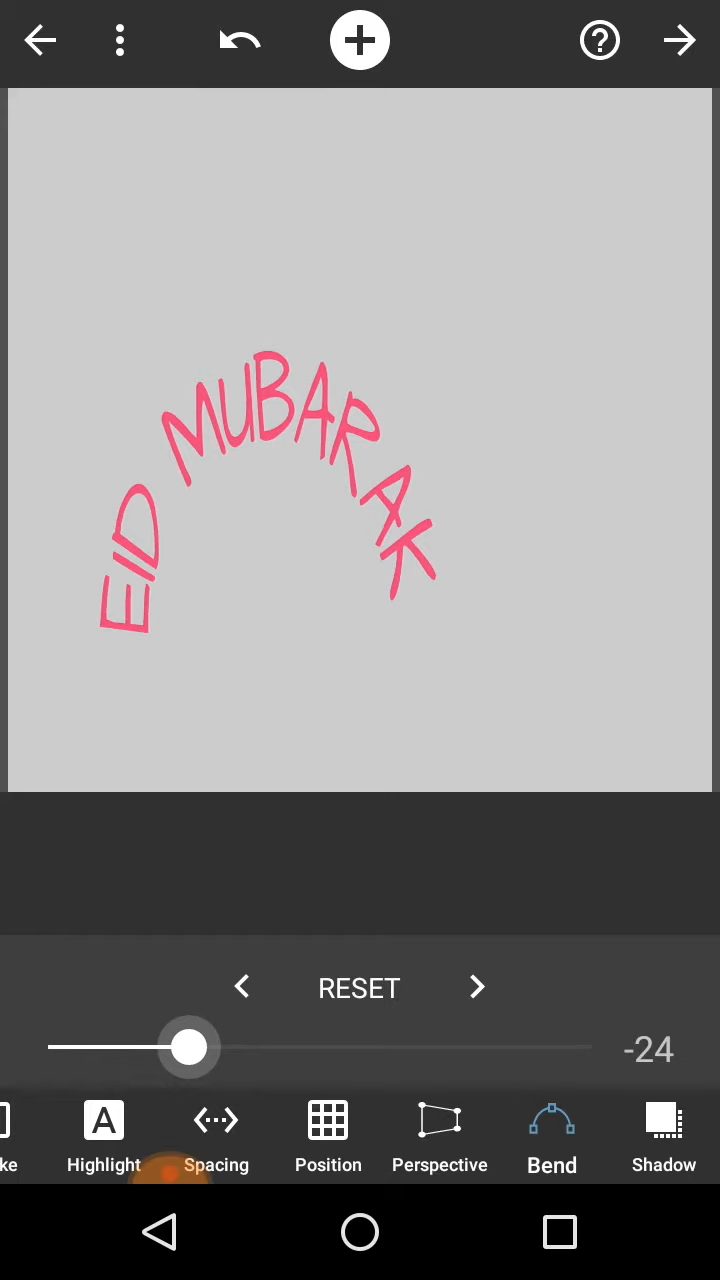 EID MUBARAK
RESET
-24
ke Highlight Spacing Position Perspective Bend Shadow